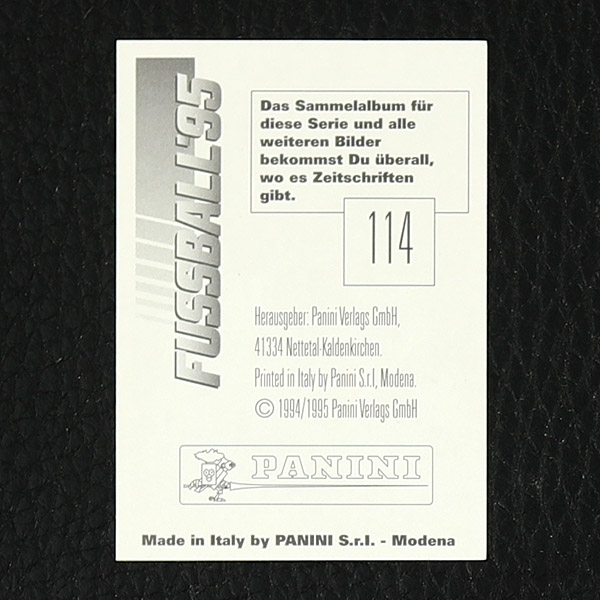 FUSSBALL'95
Das Sammelalbum für
diese Serie und alle
weiteren Bilder
bekommst Du überall,
wo es Zeitschriften
gibt.
114
Herausgeber: Panini Verlags GmbH,
41334 Nettetal-Kaldenkirchen.
Printed in Italy by Panini S.r.l, Modena.
© 1994/1995 Panini Verlags GmbH
PANINI
Made in Italy by PANINI S.r.l. - Modena